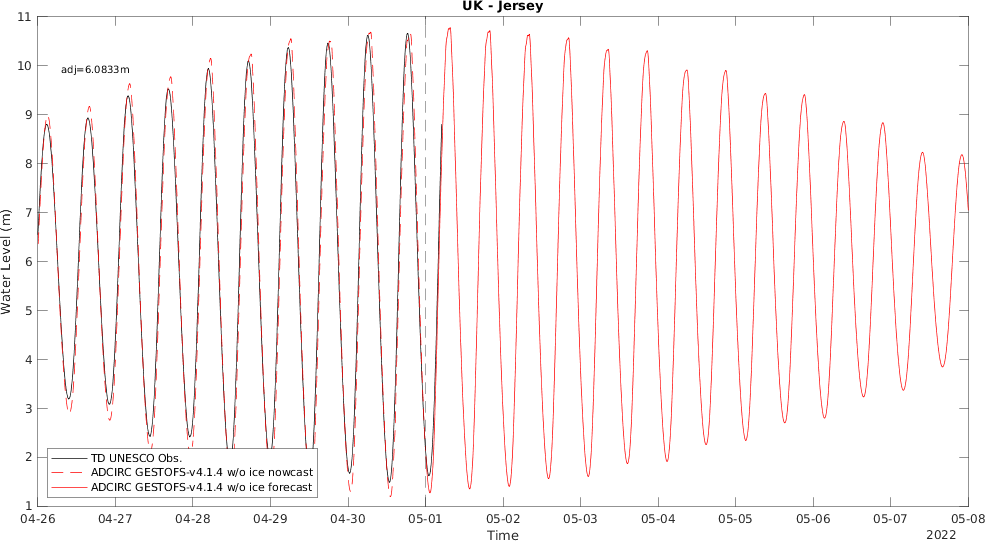 UK - Jersey
11
10
9
8
7
6
5
4
3
2
1
Water Level (m)
adj=6.0833m
TD UNESCO Obs.
ADCIRC GESTOFS-v4.1.4 w/o ice nowcast
ADCIRC GESTOFS-v4.1.4 w/o ice forecast
04-26 04-27 04-28 04-29 04-30 05-01 05-02 05-03 05-04 05-05 05-06 05-07 05-08
Time
2022